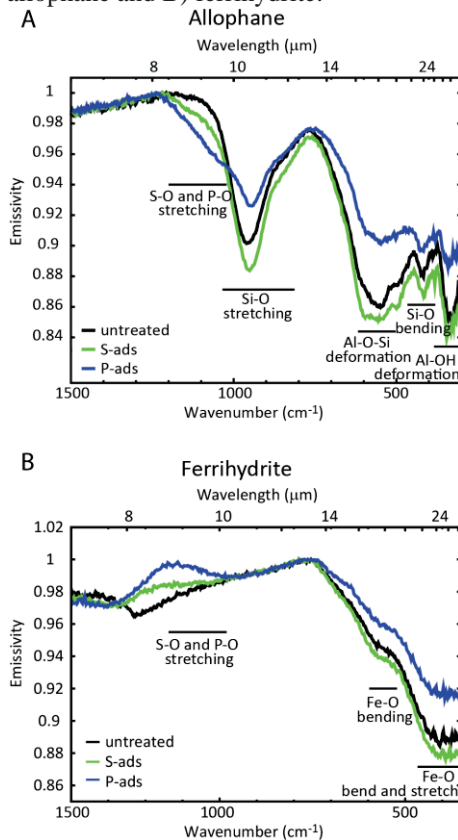 allophane and B) ferrihydrite.
A
Allophane
Wavelength (μm)
8 10 14 24
1
0.98
0.96
0.94
0.92
0.9
0.88
0.86
0.84
Emissivity
S-O and P-O
stretching
Si-O
stretching
Si-O
bending
Al-O-Si
deformation
Al-OH
deformation
untreated
S-ads
P-ads
1500 1000 500
Wavenumber (cm⁻¹)
B
Ferrihydrite
Wavelength (μm)
8 10 14 24
1.02
1
0.98
0.96
0.94
0.92
0.9
0.88
0.86
Emissivity
S-O and P-O
stretching
Fe-O
bending
Fe-O
bend and stretch
untreated
S-ads
P-ads
1500 1000 500
Wavenumber (cm⁻¹)